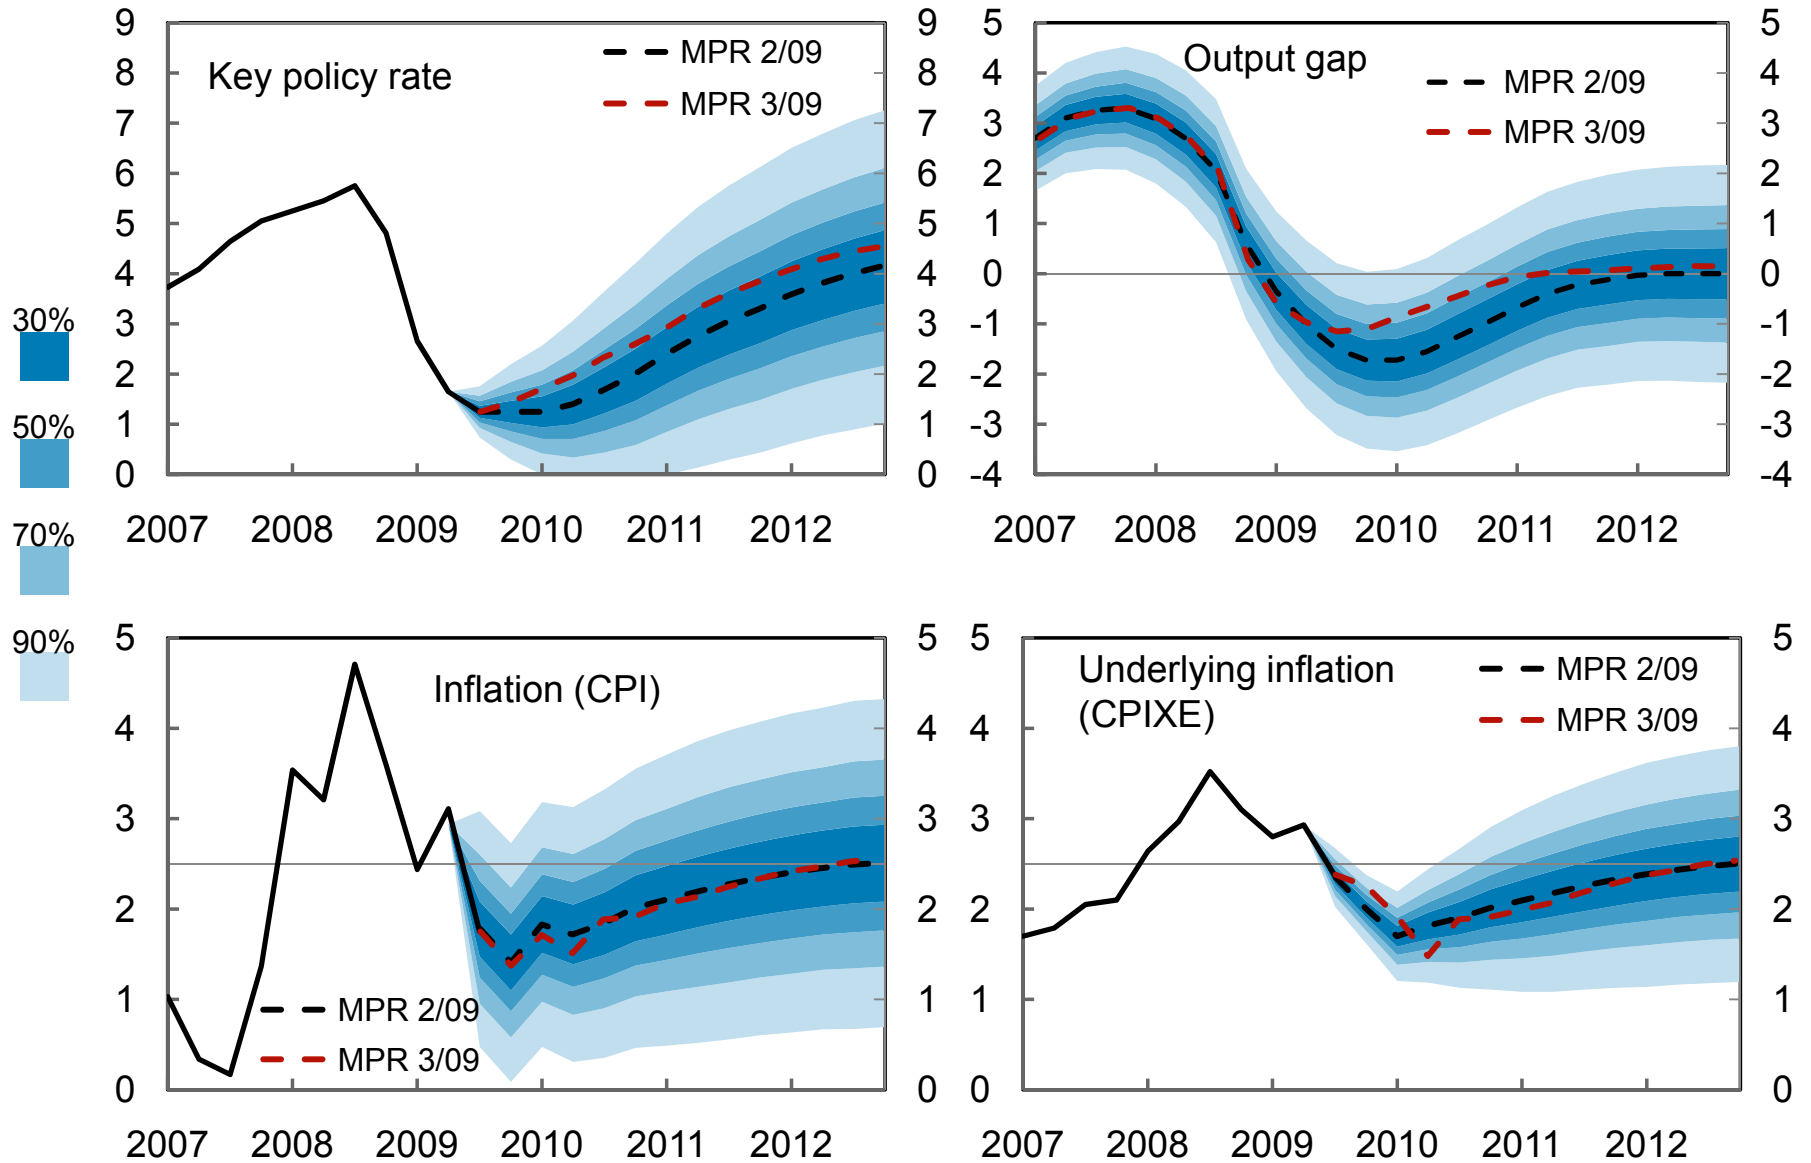 30%
50%
70%
90%
Key policy rate
MPR 2/09
MPR 3/09
9 9
8 8
7 7
6 6
5 5
4 4
3 3
2 2
1 1
0 0
2007 2008 2009 2010 2011 2012
Output gap
MPR 2/09
MPR 3/09
5 5
4 4
3 3
2 2
1 1
0 0
-1 -1
-2 -2
-3 -3
-4 -4
2007 2008 2009 2010 2011 2012
Inflation (CPI)
5 5
4 4
3 3
2 2
1 1
0 0
MPR 2/09
MPR 3/09
2007 2008 2009 2010 2011 2012
Underlying inflation
(CPIXE)
MPR 2/09
MPR 3/09
5 5
4 4
3 3
2 2
1 1
0 0
2007 2008 2009 2010 2011 2012